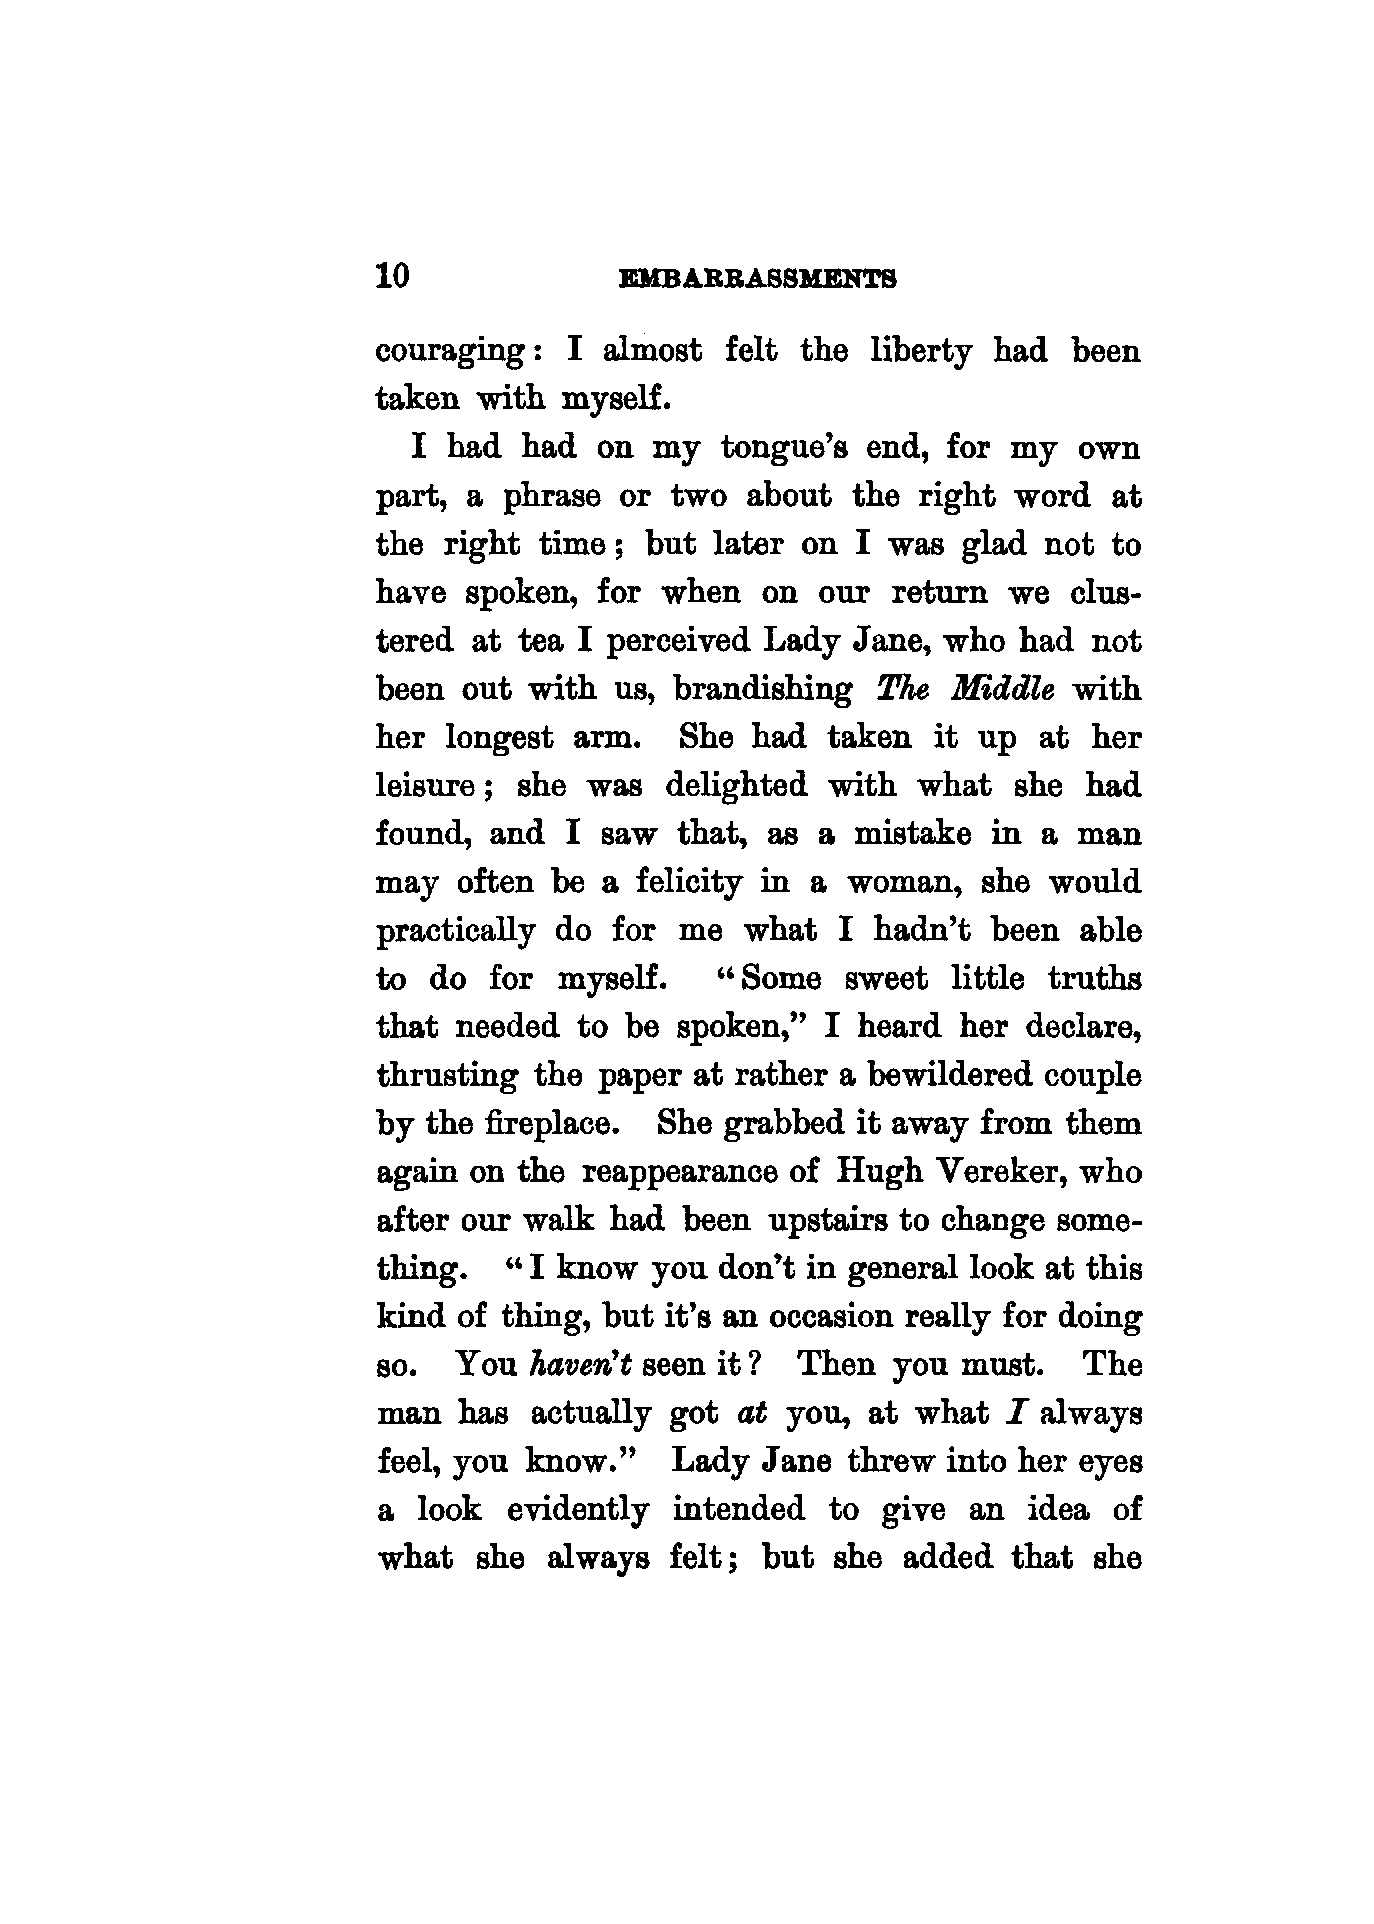 10 EMBARRASSMENTS
couraging: I almost felt the liberty had been
taken with myself.
I had had on my tongue's end, for my own
part, a phrase or two about the right word at
the right time; but later on I was glad not to
have spoken, for when on our return we clus-
tered at tea I perceived Lady Jane, who had not
been out with us, brandishing The Middle with
her longest arm. She had taken it up at her
leisure; she was delighted with what she had
found, and I saw that, as a mistake in a man
may often be a felicity in a woman, she would
practically do for me what I hadn't been able
to do for myself. "Some sweet little truths
that needed to be spoken," I heard her declare,
thrusting the paper at rather a bewildered couple
by the fireplace. She grabbed it away from them
again on the reappearance of Hugh Vereker, who
after our walk had been upstairs to change some-
thing. "I know you don't in general look at this
kind of thing, but it's an occasion really for doing
so. You haven't seen it? Then you must. The
man has actually got at you, at what I always
feel, you know." Lady Jane threw into her eyes
a look evidently intended to give an idea of
what she always felt; but she added that she